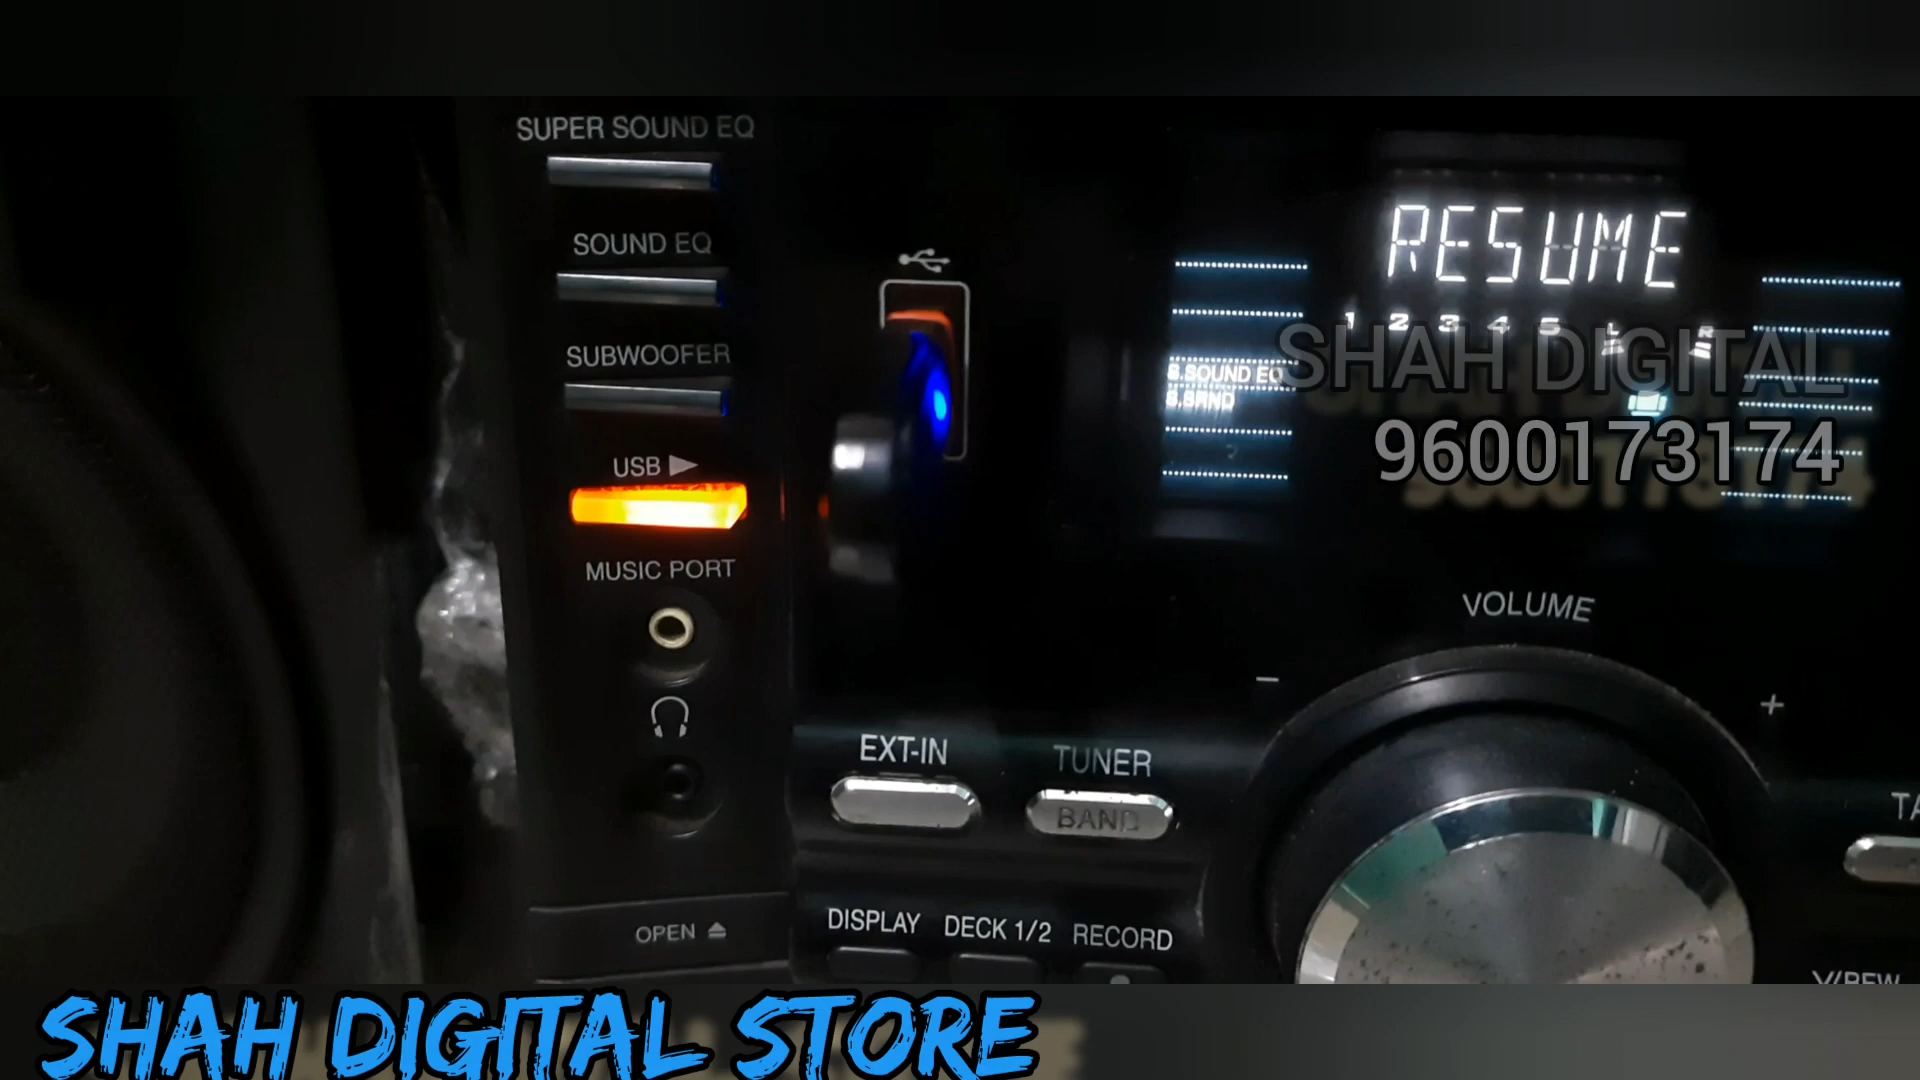 SUPER SOUND EQ
SOUND EQ
SUBWOOFER
USB
MUSIC PORT
OPEN
RESUME
1 2 3 4 5 L R
S.SOUND EQ
S.SRND
SHAH DIGITAL
9600173174
VOLUME
- +
EXT-IN
TUNER
BAND
DISPLAY DECK 1/2 RECORD
SHAH DIGITAL STORE